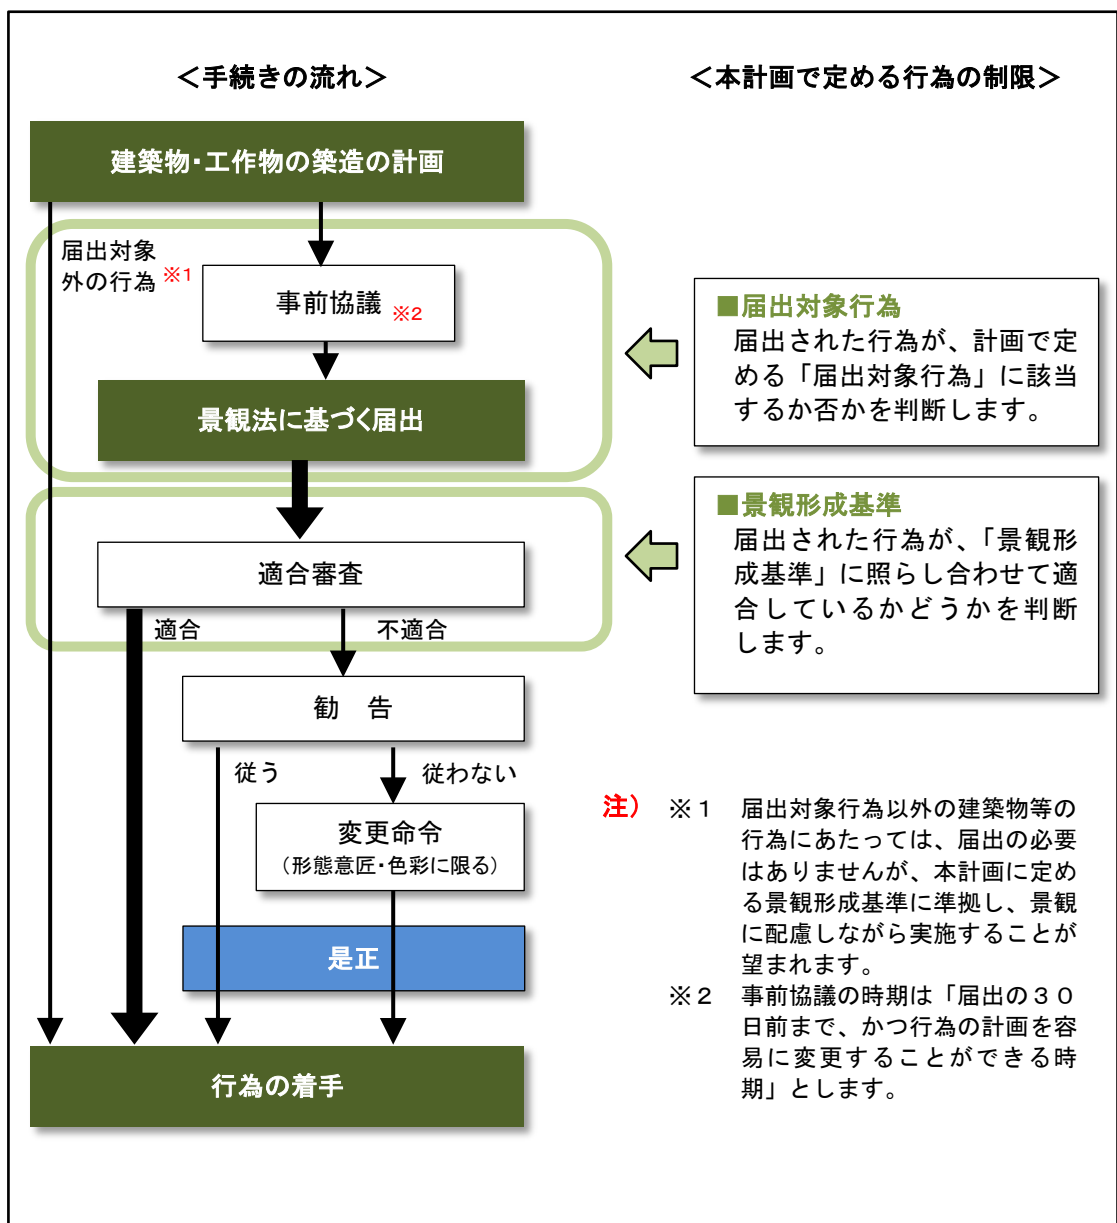 ＜手続きの流れ＞
＜本計画で定める行為の制限＞
建築物・工作物の築造の計画
届出対象
外の行為 ※1
事前協議 ※2
景観法に基づく届出
■届出対象行為
届出された行為が、計画で定
める「届出対象行為」に該当
するか否かを判断します。
適合審査
適合
不適合
■景観形成基準
届出された行為が、「景観形
成基準」に照らし合わせて適
合しているかどうかを判断
します。
勧　告
従う
従わない
変更命令
（形態意匠・色彩に限る）
是正
行為の着手
注） ※１ 届出対象行為以外の建築物等の
行為にあたっては、届出の必要
はありませんが、本計画に定め
る景観形成基準に準拠し、景観
に配慮しながら実施することが
望まれます。
※２ 事前協議の時期は「届出の３０
日前まで、かつ行為の計画を容
易に変更することができる時
期」とします。